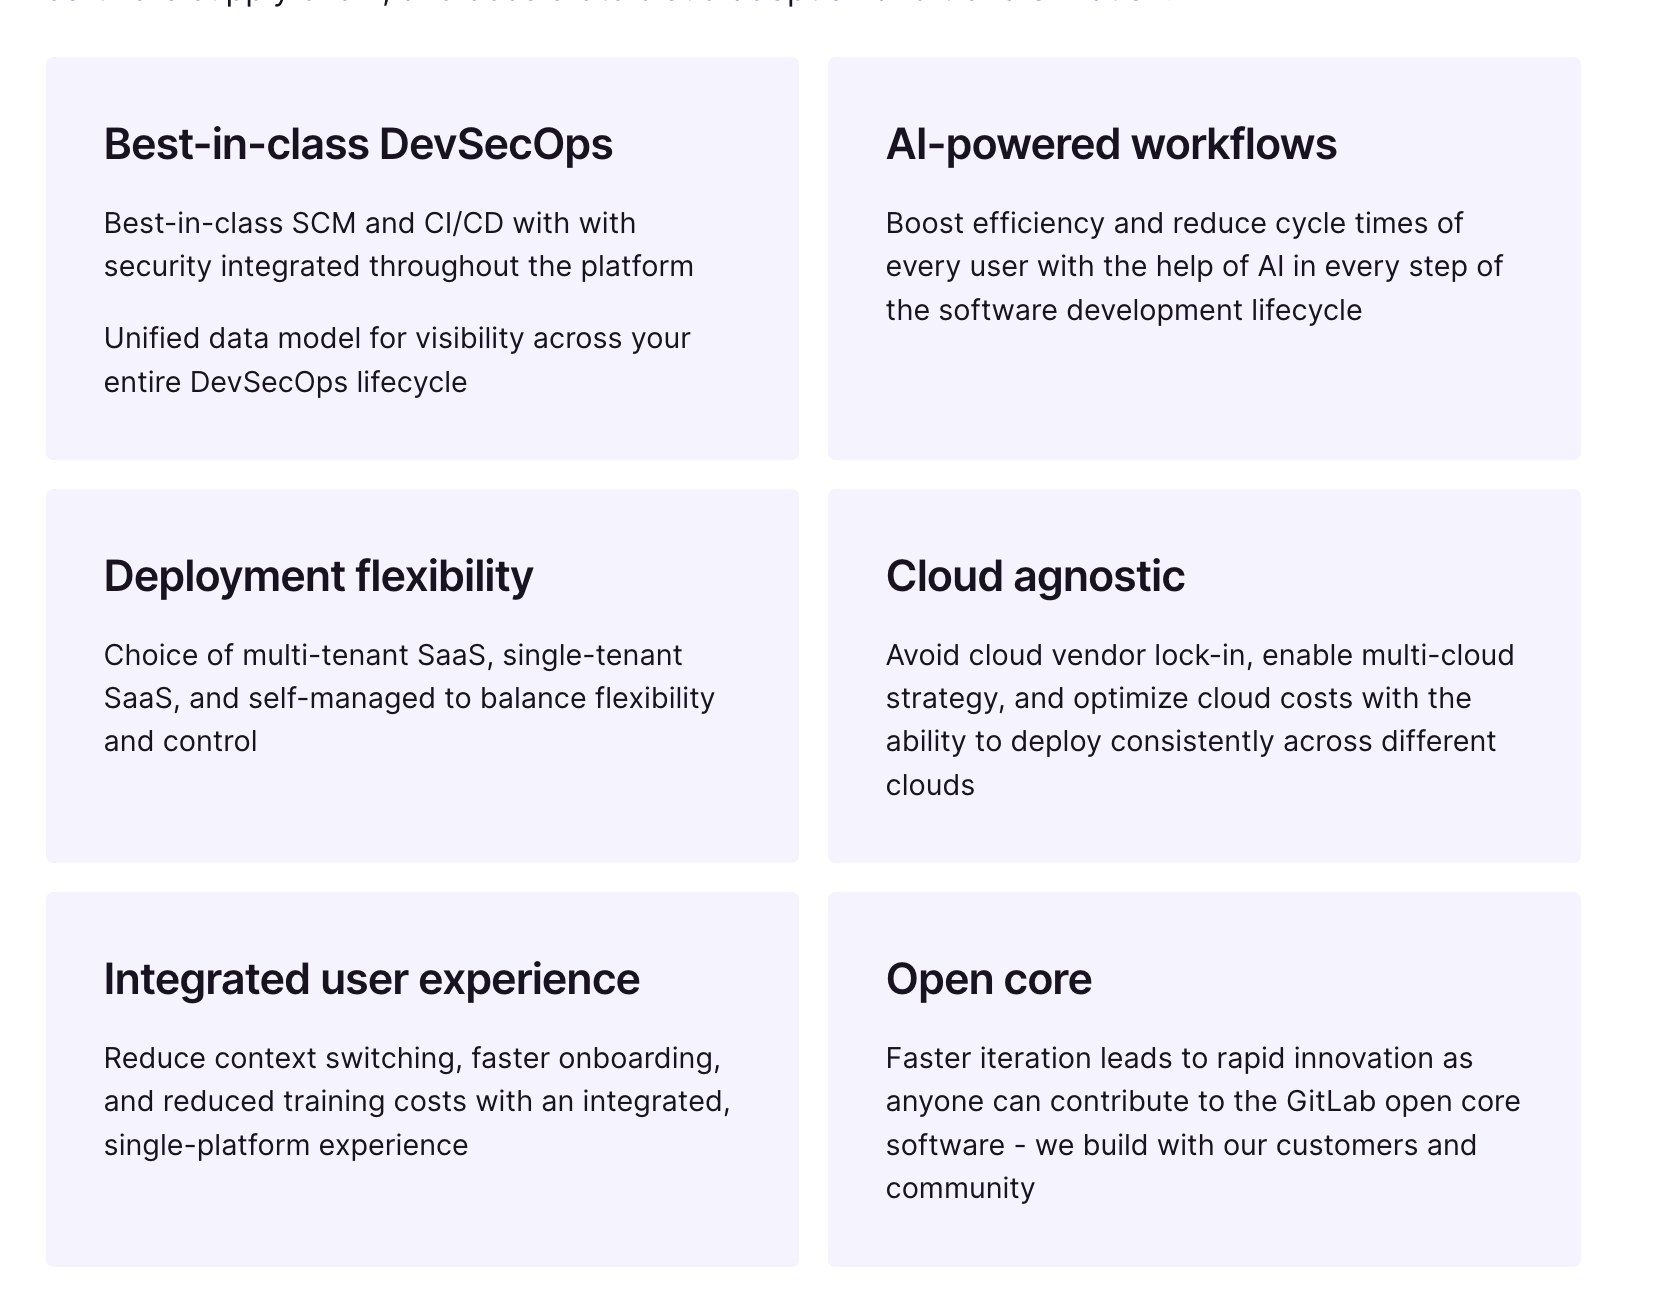 Best-in-class DevSecOps
Best-in-class SCM and CI/CD with with
security integrated throughout the platform
Unified data model for visibility across your
entire DevSecOps lifecycle
AI-powered workflows
Boost efficiency and reduce cycle times of
every user with the help of AI in every step of
the software development lifecycle
Deployment flexibility
Choice of multi-tenant SaaS, single-tenant
SaaS, and self-managed to balance flexibility
and control
Cloud agnostic
Avoid cloud vendor lock-in, enable multi-cloud
strategy, and optimize cloud costs with the
ability to deploy consistently across different
clouds
Integrated user experience
Reduce context switching, faster onboarding,
and reduced training costs with an integrated,
single-platform experience
Open core
Faster iteration leads to rapid innovation as
anyone can contribute to the GitLab open core
software - we build with our customers and
community